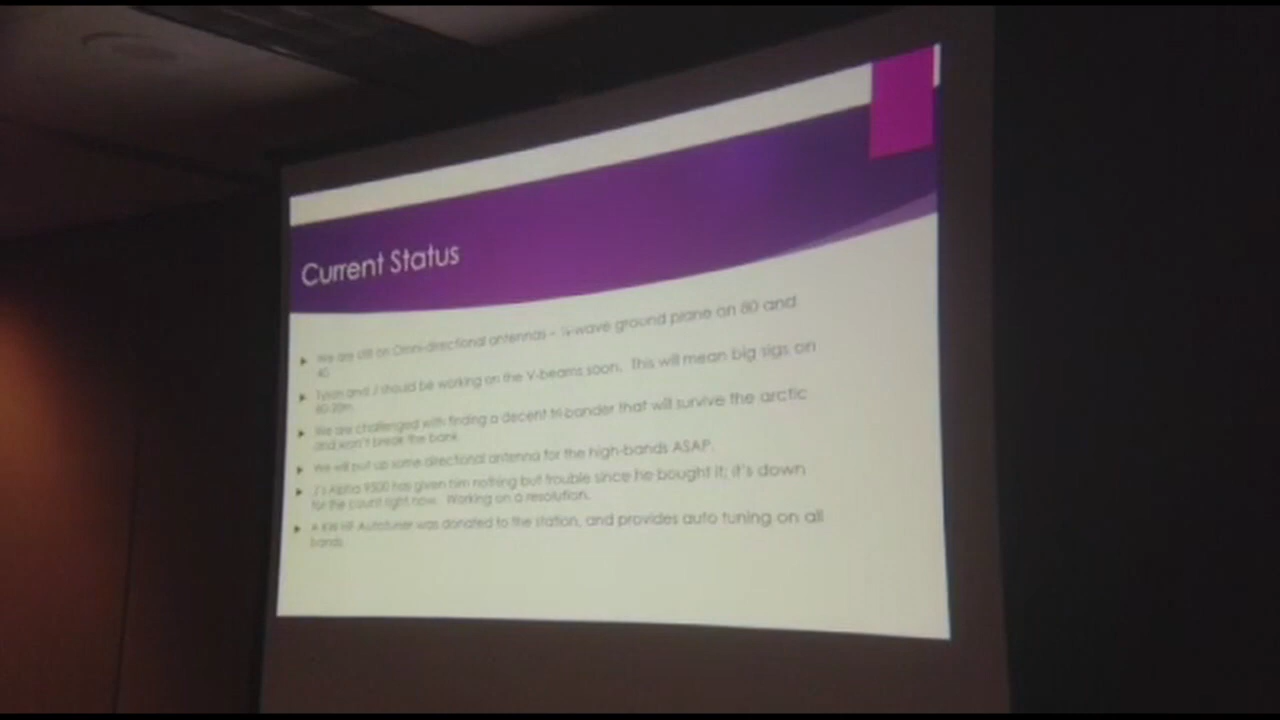 Current Status
We are still on Omni-directional antennas - ¼-wave ground plane on 80 and
40
and J should be working on the V-beams soon. This will mean big sigs on
We are challenged with finding a decent tri-bander that will survive the arctic
and won't break the bank
We will put up some directional antenna for the high-bands ASAP.
J's Alpha 9500 has given him nothing but trouble since he bought it; it's down
for the count right now. Working on a resolution.
A HF Autotuner was donated to the station, and provides auto tuning on all
bands.